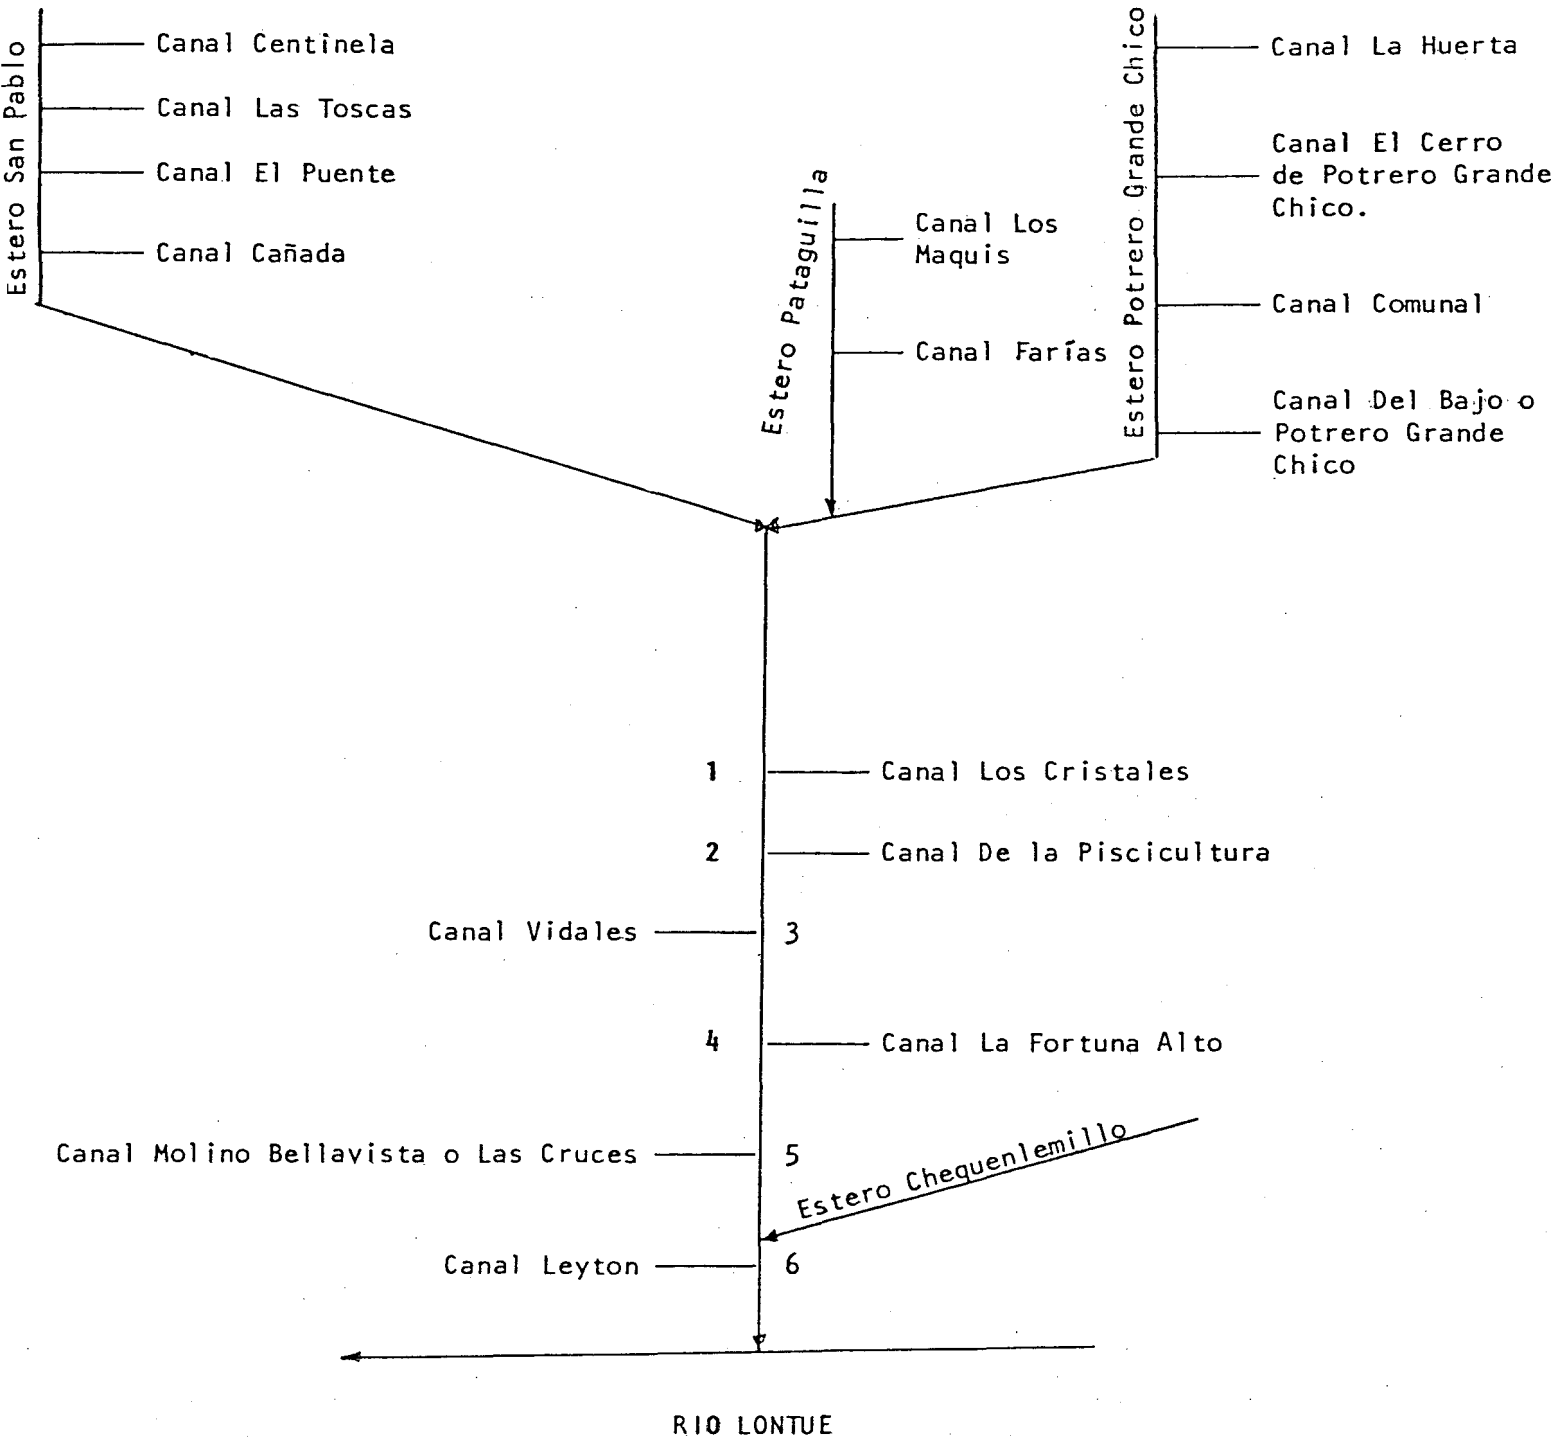 Estero San Pablo
Canal Centinela
Canal Las Toscas
Canal El Puente
Canal Cañada
Estero Pataguilla
Canal Los
Maquis
Canal Farías
Estero Potrero Grande Chico
Canal La Huerta
Canal El Cerro
de Potrero Grande
Chico.
Canal Comunal
Canal Del Bajo o
Potrero Grande
Chico
1 Canal Los Cristales
2 Canal De la Piscicultura
Canal Vidales 3
4 Canal La Fortuna Alto
Canal Molino Bellavista o Las Cruces 5
Estero Chequenlemillo
Canal Leyton 6
RIO LONTUE